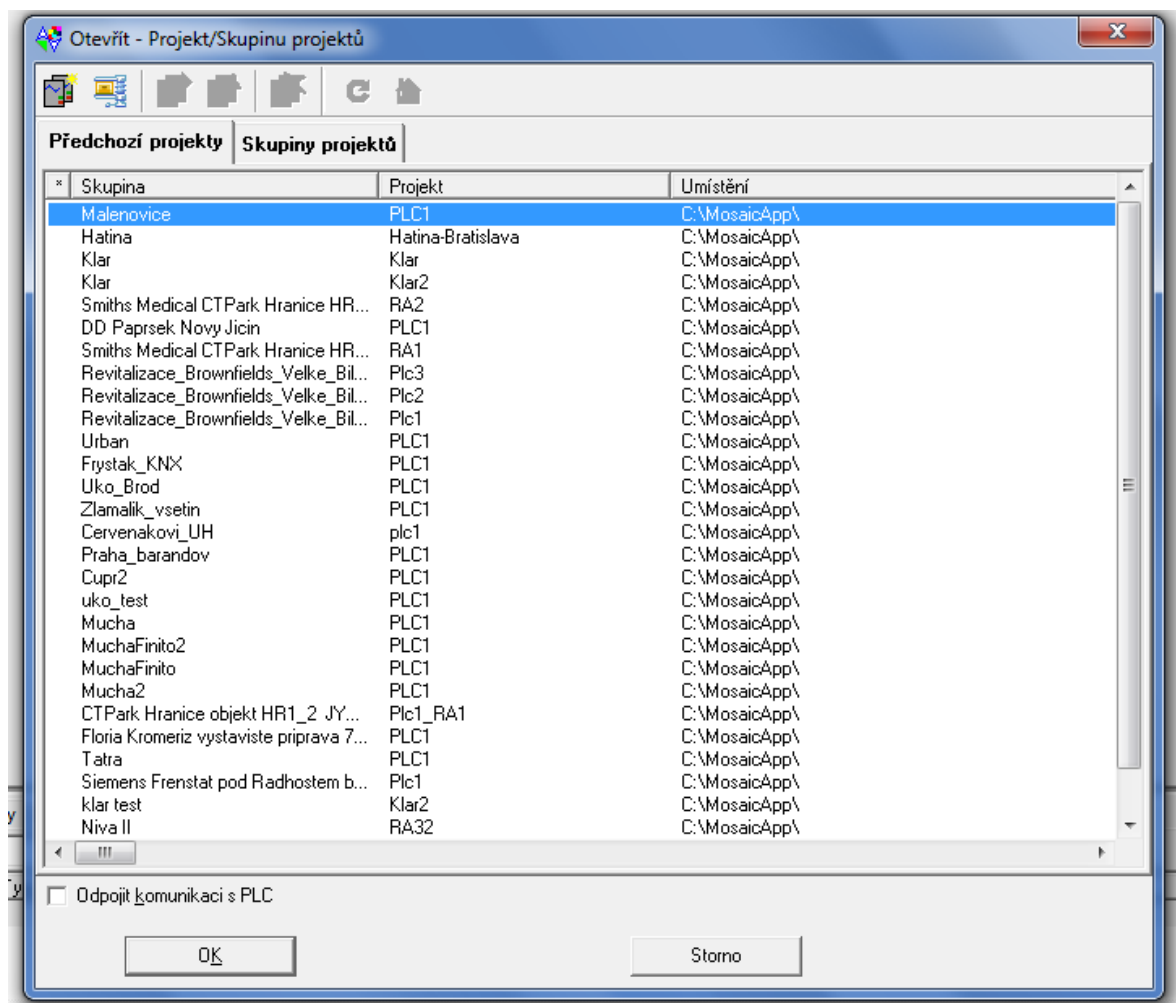 Otevřít - Projekt/Skupinu projektů
Předchozí projekty Skupiny projektů
* Skupina Projekt Umístění
Malenovice PLC1 C:\MosaicApp\
Hatina Hatina-Bratislava C:\MosaicApp\
Klar Klar C:\MosaicApp\
Klar Klar2 C:\MosaicApp\
Smiths Medical CTPark Hranice HR... RA2 C:\MosaicApp\
DD Paprsek Novy Jicin PLC1 C:\MosaicApp\
Smiths Medical CTPark Hranice HR... RA1 C:\MosaicApp\
Revitalizace_Brownfields_Velke_Bil... Plc3 C:\MosaicApp\
Revitalizace_Brownfields_Velke_Bil... Plc2 C:\MosaicApp\
Revitalizace_Brownfields_Velke_Bil... Plc1 C:\MosaicApp\
Urban PLC1 C:\MosaicApp\
Frystak_KNX PLC1 C:\MosaicApp\
Uko_Brod PLC1 C:\MosaicApp\
Zlamalik_vsetin PLC1 C:\MosaicApp\
Cervenakovi_UH plc1 C:\MosaicApp\
Praha_barandov PLC1 C:\MosaicApp\
Cupr2 PLC1 C:\MosaicApp\
uko_test PLC1 C:\MosaicApp\
Mucha PLC1 C:\MosaicApp\
MuchaFinito2 PLC1 C:\MosaicApp\
MuchaFinito PLC1 C:\MosaicApp\
Mucha2 PLC1 C:\MosaicApp\
CTPark Hranice objekt HR1_2 JY... Plc1_RA1 C:\MosaicApp\
Floria Kromeriz vystaviste priprava 7... PLC1 C:\MosaicApp\
Tatra PLC1 C:\MosaicApp\
Siemens Frenstat pod Radhostem b... Plc1 C:\MosaicApp\
klar test Klar2 C:\MosaicApp\
Niva II RA32 C:\MosaicApp\
Odpojit komunikaci s PLC
OK Storno